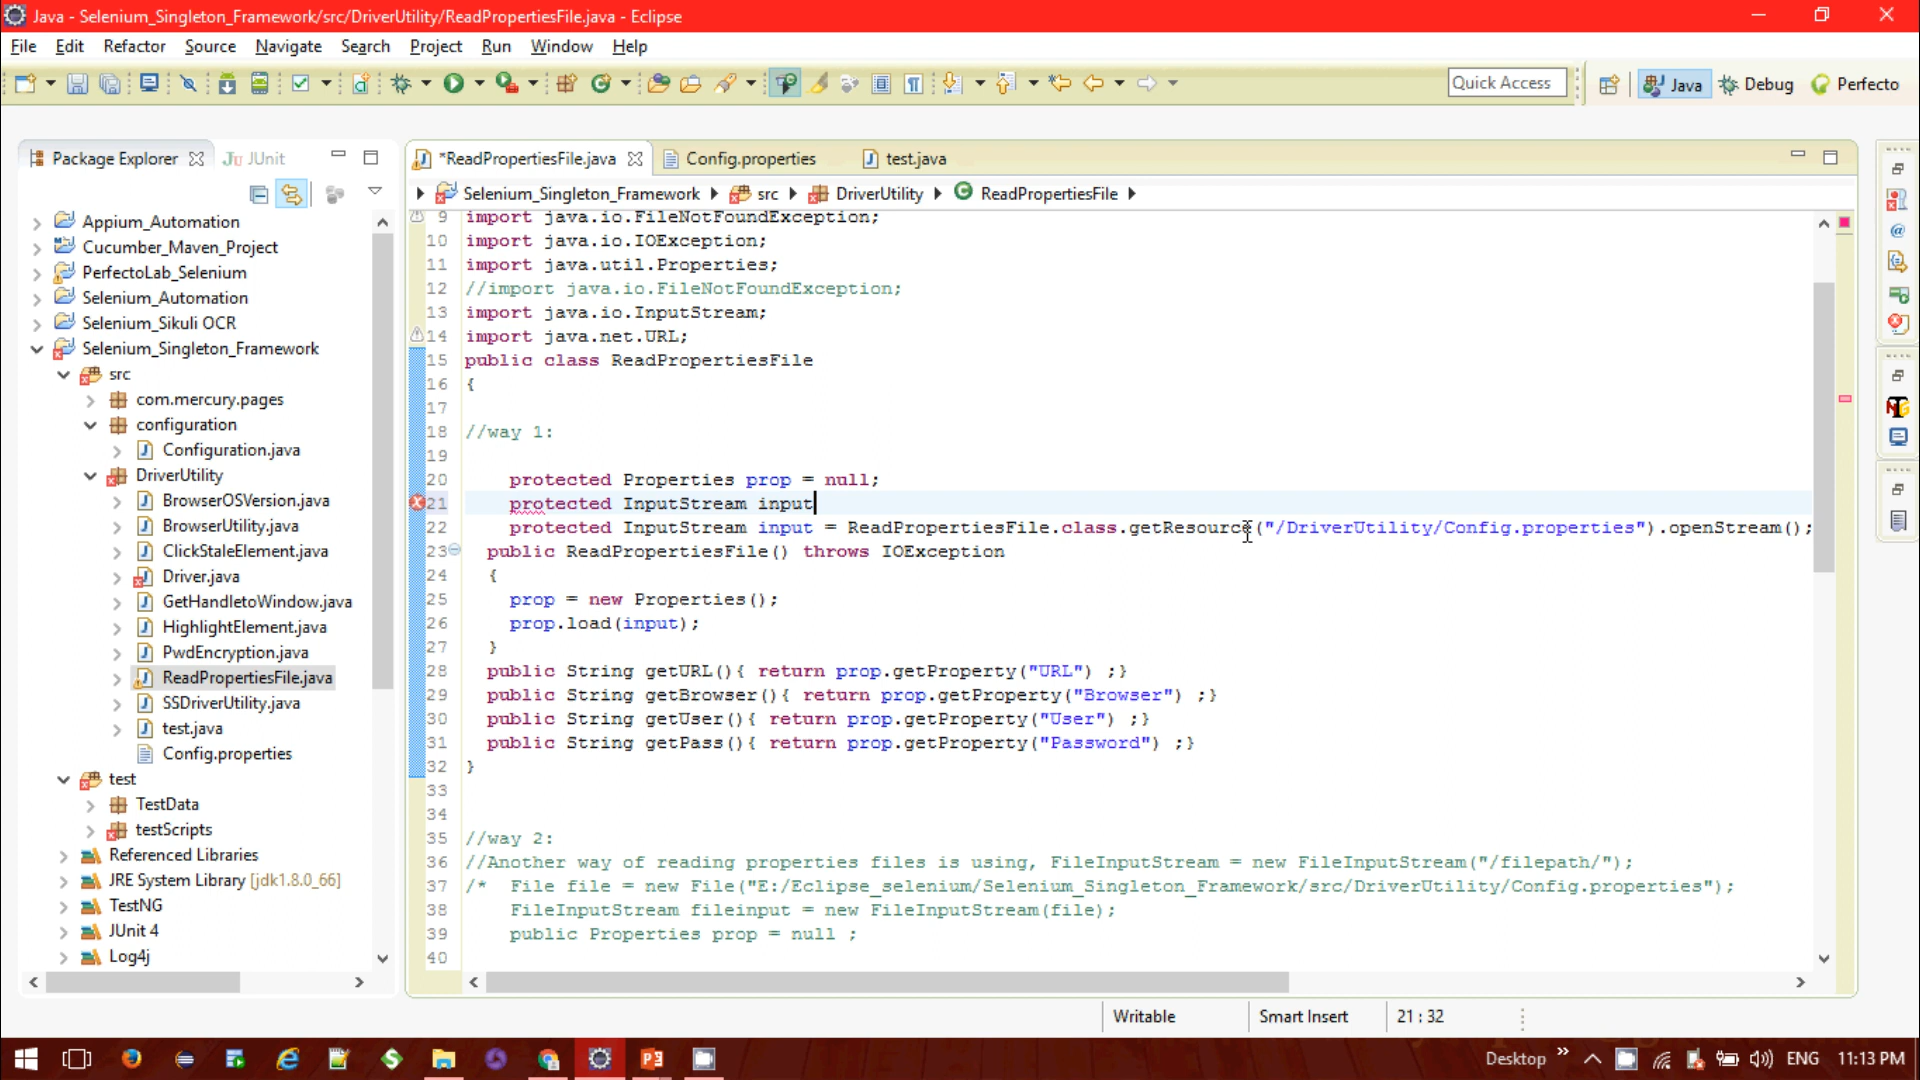 Java - Selenium_Singleton_Framework/src/DriverUtility/ReadPropertiesFile.java - Eclipse
File Edit Refactor Source Navigate Search Project Run Window Help
Quick Access
Java
Debug
Perfecto
Package Explorer
JUnit
Appium_Automation
Cucumber_Maven_Project
PerfectoLab_Selenium
Selenium_Automation
Selenium_Sikuli OCR
Selenium_Singleton_Framework
src
com.mercury.pages
configuration
Configuration.java
DriverUtility
BrowserOSVersion.java
BrowserUtility.java
ClickStaleElement.java
Driver.java
GetHandletoWindow.java
HighlightElement.java
PwdEncryption.java
ReadPropertiesFile.java
SSDriverUtility.java
test.java
Config.properties
test
TestData
testScripts
Referenced Libraries
JRE System Library [jdk1.8.0_66]
TestNG
JUnit 4
Log4j
*ReadPropertiesFile.java
Config.properties
test.java
Selenium_Singleton_Framework src DriverUtility ReadPropertiesFile
9 import java.io.FileNotFoundException;
10 import java.io.IOException;
11 import java.util.Properties;
12 //import java.io.FileNotFoundException;
13 import java.io.InputStream;
14 import java.net.URL;
15 public class ReadPropertiesFile
16 {
17
18 //way 1:
19
20 protected Properties prop = null;
21 protected InputStream input
22 protected InputStream input = ReadPropertiesFile.class.getResource("/DriverUtility/Config.properties").openStream();
23 public ReadPropertiesFile() throws IOException
24 {
25 prop = new Properties();
26 prop.load(input);
27 }
28 public String getURL(){ return prop.getProperty("URL") ;}
29 public String getBrowser(){ return prop.getProperty("Browser") ;}
30 public String getUser(){ return prop.getProperty("User") ;}
31 public String getPass(){ return prop.getProperty("Password") ;}
32 }
33
34
35 //way 2:
36 //Another way of reading properties files is using, FileInputStream = new FileInputStream("/filepath/");
37 /* File file = new File("E:/Eclipse_selenium/Selenium_Singleton_Framework/src/DriverUtility/Config.properties");
38 FileInputStream fileinput = new FileInputStream(file);
39 public Properties prop = null ;
40
Writable
Smart Insert
21 : 32
Desktop
ENG
11:13 PM